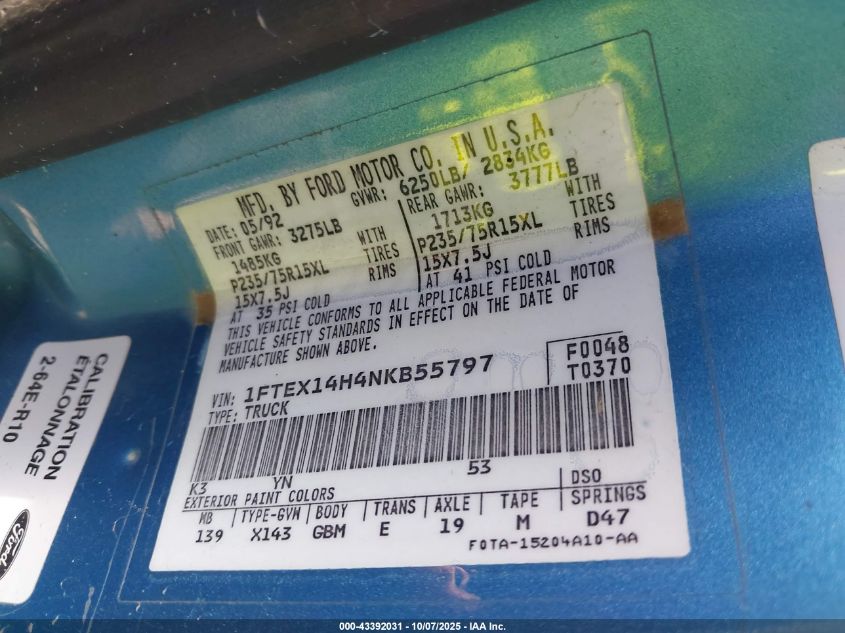 MFD. BY FORD MOTOR CO. IN U.S.A.
DATE: 05/92 GVWR: 6250LB/ 2834KG
FRONT GAWR: 3275LB REAR GAWR: 3777LB
1485KG WITH 1713KG WITH
P235/75R15XL TIRES P235/75R15XL TIRES
15X7.5J RIMS 15X7.5J RIMS
AT 35 PSI COLD AT 41 PSI COLD
THIS VEHICLE CONFORMS TO ALL APPLICABLE FEDERAL MOTOR
VEHICLE SAFETY STANDARDS IN EFFECT ON THE DATE OF
MANUFACTURE SHOWN ABOVE.
VIN: 1FTEX14H4NKB55797 F0048
TYPE: TRUCK T0370
K3 YN 53
EXTERIOR PAINT COLORS DSO
WB TYPE-GVW BODY TRANS AXLE TAPE SPRINGS
139 X143 GBM E 19 M D47
F0TA-15204A10-AA
CALIBRATION
ÉTALONNAGE
2-64E-R10
Ford
000-43392031 - 10/07/2025 - IAA Inc.